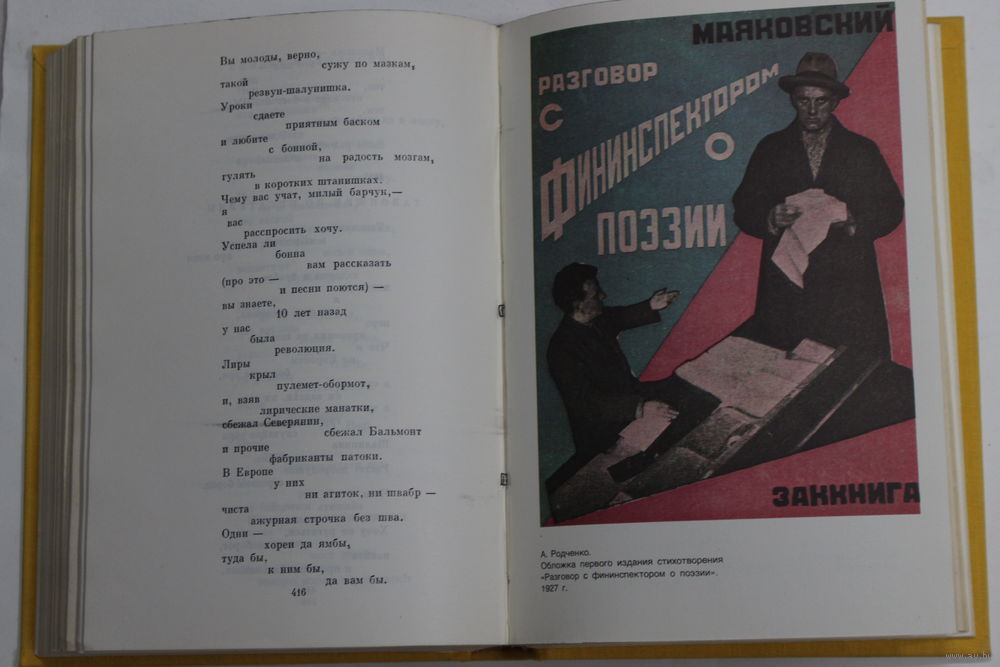 Вы молоды, верно,
сужу по мазкам,
такой
резвун-шалунишка.
Уроки
сдаете
приятным баском
и любите
с бонной,
на радость мозгам,
гулять
в коротких штанишках.
Чему вас учат, милый барчук,—
я
вас
расспросить хочу.
Успела ли
бонна
вам рассказать
(про это —
и песни поются) —
вы знаете,
10 лет назад
у нас
была
революция.
Лиры
крыл
пулемет-обормот,
и, взяв
лирические манатки,
сбежал Северянин,
сбежал Бальмонт
и прочие
фабриканты патоки.
В Европе
у них
ни агиток, ни швабр —
чиста
ажурная строчка без шва.
Одни —
хореи да ямбы,
туда бы,
к ним бы,
да вам бы.
416
МАЯКОВСКИЙ
РАЗГОВОР
С
ФИНИНСПЕКТОРОМ
О
ПОЭЗИИ
ЗАККНИГА
А. Родченко.
Обложка первого издания стихотворения
«Разговор с фининспектором о поэзии».
1927 г.